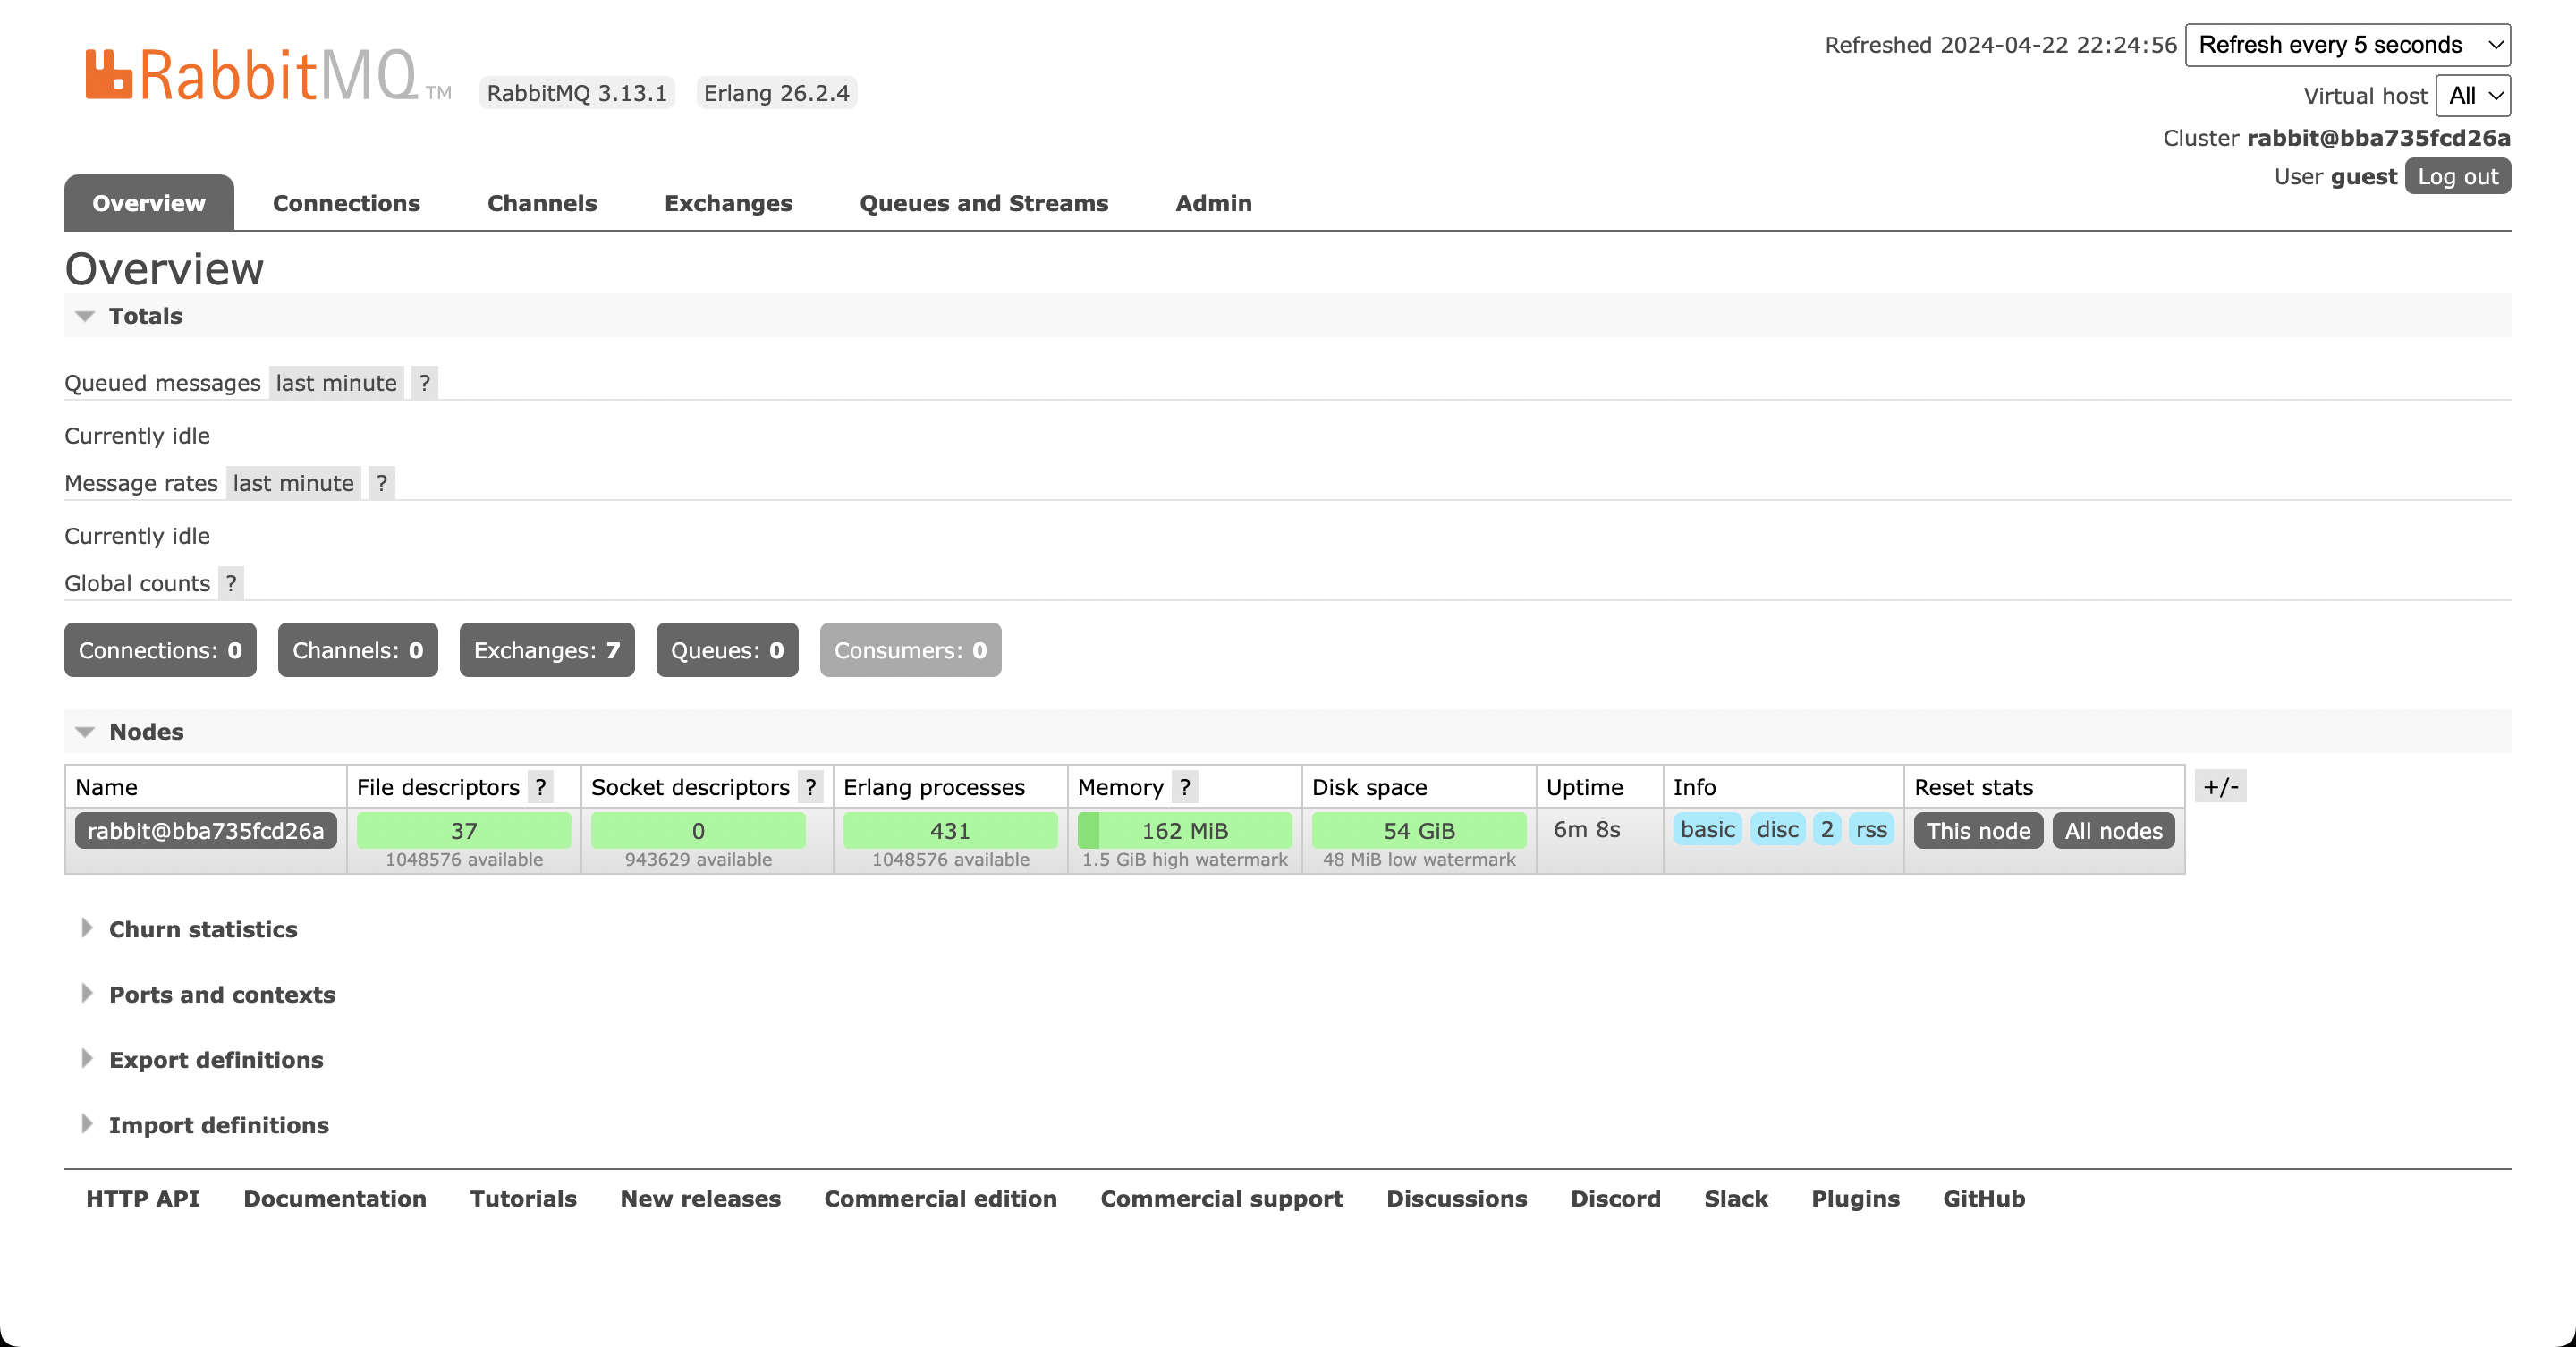 RabbitMQ TM RabbitMQ 3.13.1 Erlang 26.2.4
Refreshed 2024-04-22 22:24:56 Refresh every 5 seconds
Virtual host All
Cluster rabbit@bba735fcd26a
User guest Log out
Overview Connections Channels Exchanges Queues and Streams Admin
Overview
Totals
Queued messages last minute ?
Currently idle
Message rates last minute ?
Currently idle
Global counts ?
Connections: 0 Channels: 0 Exchanges: 7 Queues: 0 Consumers: 0
Nodes
Name File descriptors ? Socket descriptors ? Erlang processes Memory ? Disk space Uptime Info Reset stats +/-
rabbit@bba735fcd26a 37 0 431 162 MiB 54 GiB 6m 8s basic disc 2 rss This node All nodes
1048576 available 943629 available 1048576 available 1.5 GiB high watermark 48 MiB low watermark
Churn statistics
Ports and contexts
Export definitions
Import definitions
HTTP API Documentation Tutorials New releases Commercial edition Commercial support Discussions Discord Slack Plugins GitHub